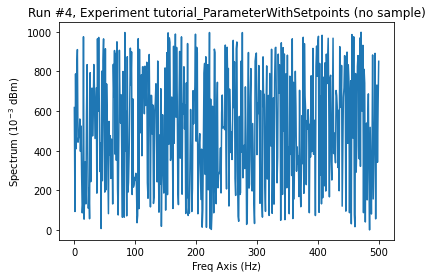 Run #4, Experiment tutorial_ParameterWithSetpoints (no sample)
1000
800
600
400
200
0
Spectrum (10⁻³ dBm)
0 100 200 300 400 500
Freq Axis (Hz)